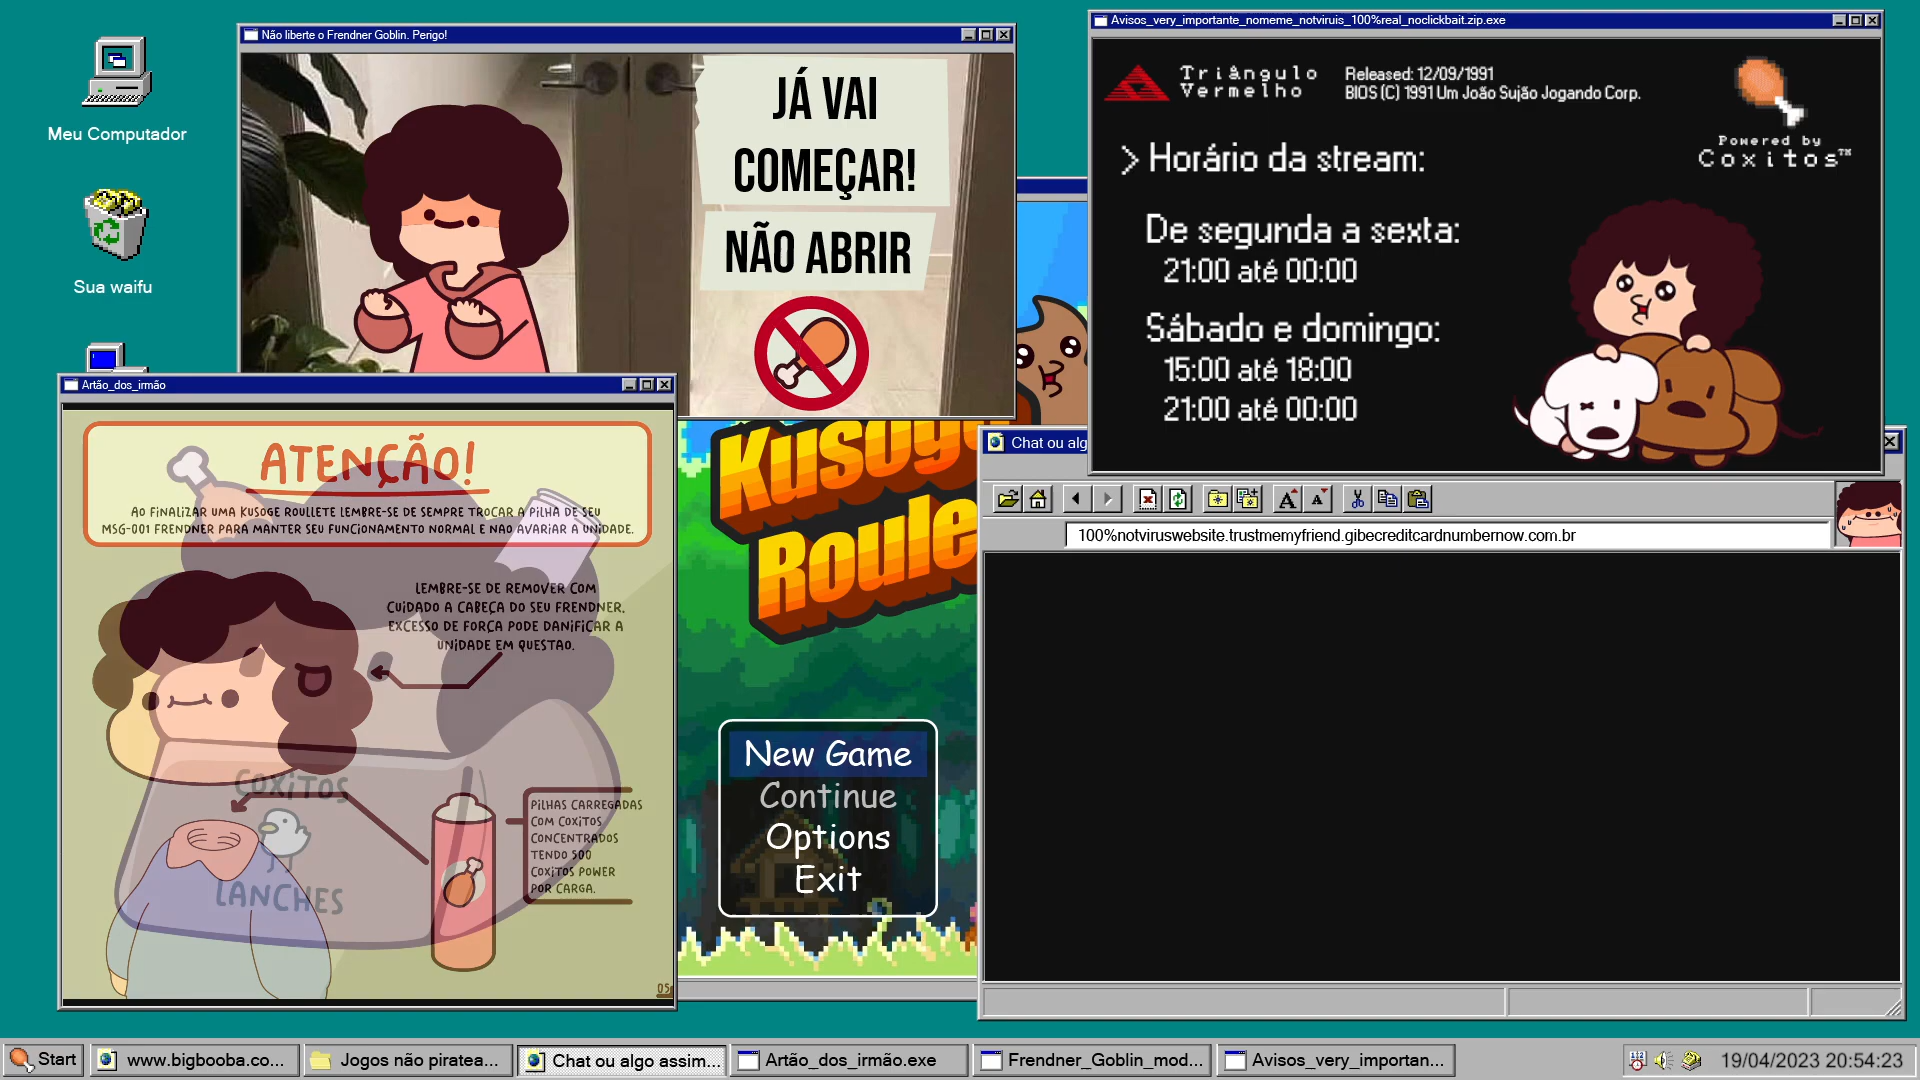 Meu Computador
Sua waifu
Não liberte o Frendner Goblin. Perigo!
JÁ VAI
COMEÇAR!
NÃO ABRIR
Avisos_very_importante_nomeme_notviruis_100%real_noclickbait.zip.exe
Triângulo
Vermelho
Released: 12/09/1991
BIOS (C) 1991 Um João Sujão Jogando Corp.
Powered by
Coxitos™
> Horário da stream:
De segunda a sexta:
21:00 até 00:00
Sábado e domingo:
15:00 até 18:00
21:00 até 00:00
Artão_dos_irmão
ATENÇÃO!
AO FINALIZAR UMA KUSOGE ROULLETE LEMBRE-SE DE SEMPRE TROCAR A PILHA DE SEU
MSG-001 FRENDNER PARA MANTER SEU FUNCIONAMENTO NORMAL E NAO AVARIAR A UNIDADE.
LEMBRE-SE DE REMOVER COM
CUIDADO A CABEÇA DO SEU FRENDNER.
EXCESSO DE FORÇA PODE DANIFICAR A
UNIDADE EM QUESTAO.
COXITOS
LANCHES
PILHAS CARREGADAS
COM COXITOS
CONCENTRADOS
TENDO 500
COXITOS POWER
POR CARGA.
Kusoge
Roule
New Game
Continue
Options
Exit
Chat ou algo
100%notviruswebsite.trustmemyfriend.gibecreditcardnumbernow.com.br
Start
www.bigbooba.co...
Jogos não piratea...
Chat ou algo assim...
Artão_dos_irmão.exe
Frendner_Goblin_mod...
Avisos_very_importan...
19/04/2023 20:54:23